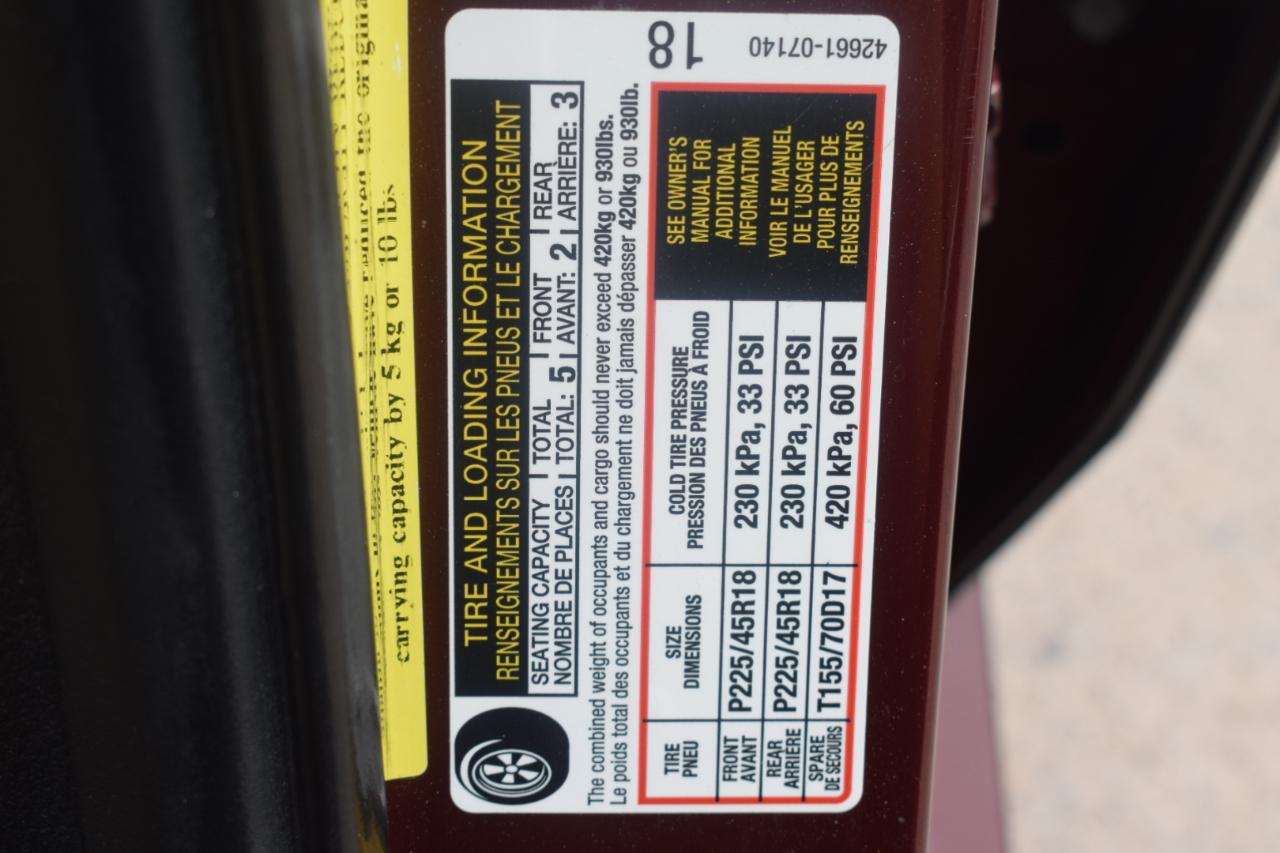 carrying capacity by 5 kg or 10 lbs
TIRE AND LOADING INFORMATION
RENSEIGNEMENTS SUR LES PNEUS ET LE CHARGEMENT
SEATING CAPACITY | TOTAL 5 | FRONT 2 | REAR 3
NOMBRE DE PLACES | TOTAL: | AVANT: | ARRIÈRE:
The combined weight of occupants and cargo should never exceed 420kg or 930lbs.
Le poids total des occupants et du chargement ne doit jamais dépasser 420kg ou 930lb.
TIRE SIZE COLD TIRE PRESSURE
PNEU DIMENSIONS PRESSION DES PNEUS À FROID
FRONT
AVANT P225/45R18 230 kPa, 33 PSI
REAR
ARRIÈRE P225/45R18 230 kPa, 33 PSI
SPARE
DE SECOURS T155/70D17 420 kPa, 60 PSI
SEE OWNER'S
MANUAL FOR
ADDITIONAL
INFORMATION
VOIR LE MANUEL
DE L'USAGER
POUR PLUS DE
RENSEIGNEMENTS
18
42661-07140